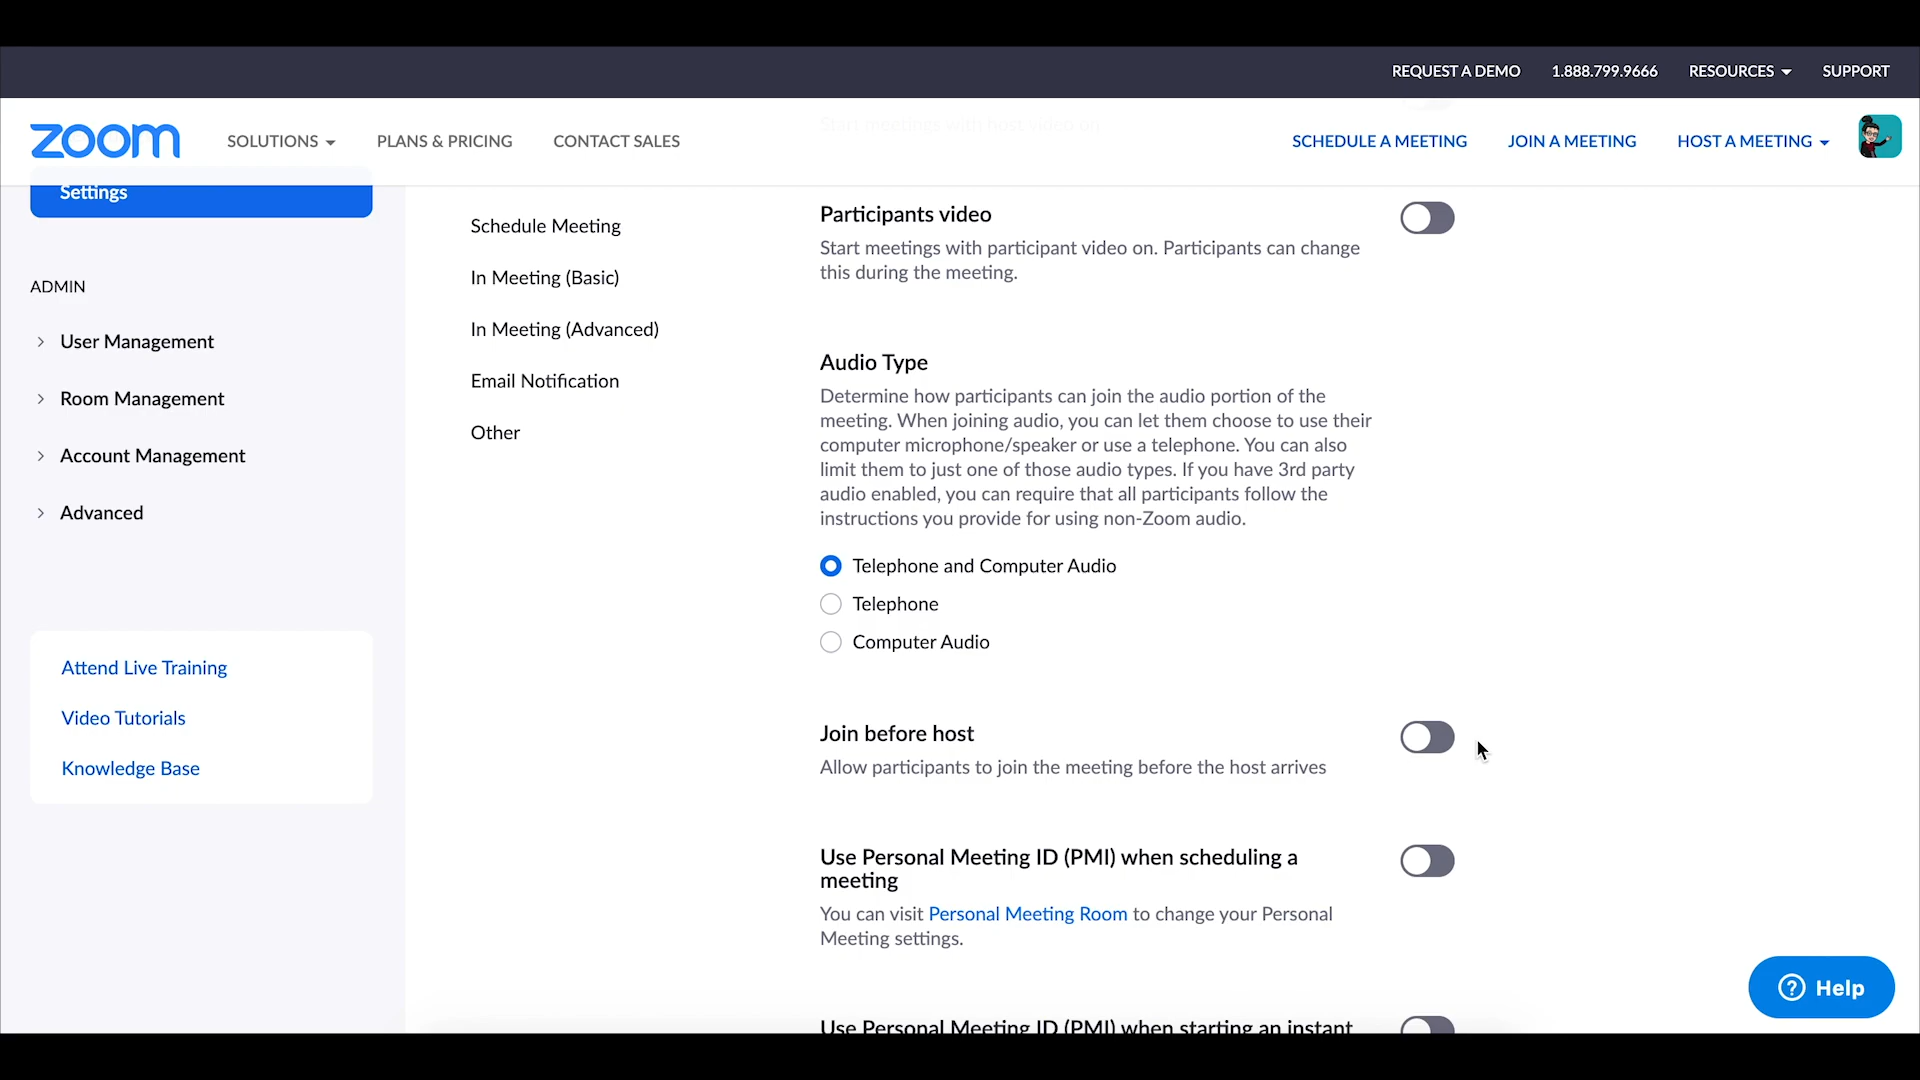 REQUEST A DEMO 1.888.799.9666 RESOURCES SUPPORT
zoom SOLUTIONS PLANS & PRICING CONTACT SALES SCHEDULE A MEETING JOIN A MEETING HOST A MEETING
Start meetings with host video on
Settings
ADMIN
User Management
Room Management
Account Management
Advanced
Attend Live Training
Video Tutorials
Knowledge Base
Schedule Meeting
In Meeting (Basic)
In Meeting (Advanced)
Email Notification
Other
Participants video
Start meetings with participant video on. Participants can change
this during the meeting.
Audio Type
Determine how participants can join the audio portion of the
meeting. When joining audio, you can let them choose to use their
computer microphone/speaker or use a telephone. You can also
limit them to just one of those audio types. If you have 3rd party
audio enabled, you can require that all participants follow the
instructions you provide for using non-Zoom audio.
Telephone and Computer Audio
Telephone
Computer Audio
Join before host
Allow participants to join the meeting before the host arrives
Use Personal Meeting ID (PMI) when scheduling a
meeting
You can visit Personal Meeting Room to change your Personal
Meeting settings.
Use Personal Meeting ID (PMI) when starting an instant
? Help